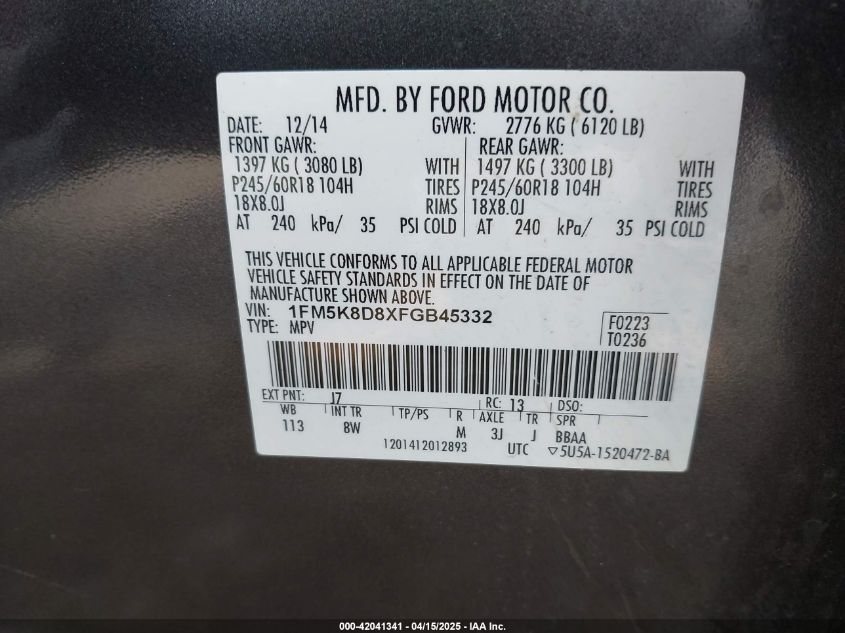 MFD. BY FORD MOTOR CO.
DATE: 12/14 GVWR: 2776 KG ( 6120 LB)
FRONT GAWR: REAR GAWR:
1397 KG ( 3080 LB) WITH 1497 KG ( 3300 LB) WITH
P245/60R18 104H TIRES P245/60R18 104H TIRES
18X8.0J RIMS 18X8.0J RIMS
AT 240 kPa/ 35 PSI COLD AT 240 kPa/ 35 PSI COLD
THIS VEHICLE CONFORMS TO ALL APPLICABLE FEDERAL MOTOR
VEHICLE SAFETY STANDARDS IN EFFECT ON THE DATE OF
MANUFACTURE SHOWN ABOVE.
VIN: 1FM5K8D8XFGB45332 F0223
TYPE: MPV T0236
EXT PNT: J7 RC: 13 DSO:
WB INT TR TP/PS R AXLE TR SPR
113 8W M 3J J BBAA
1201412012893 UTC ▽5U5A-1520472-BA
000-42041341 - 04/15/2025 - IAA Inc.